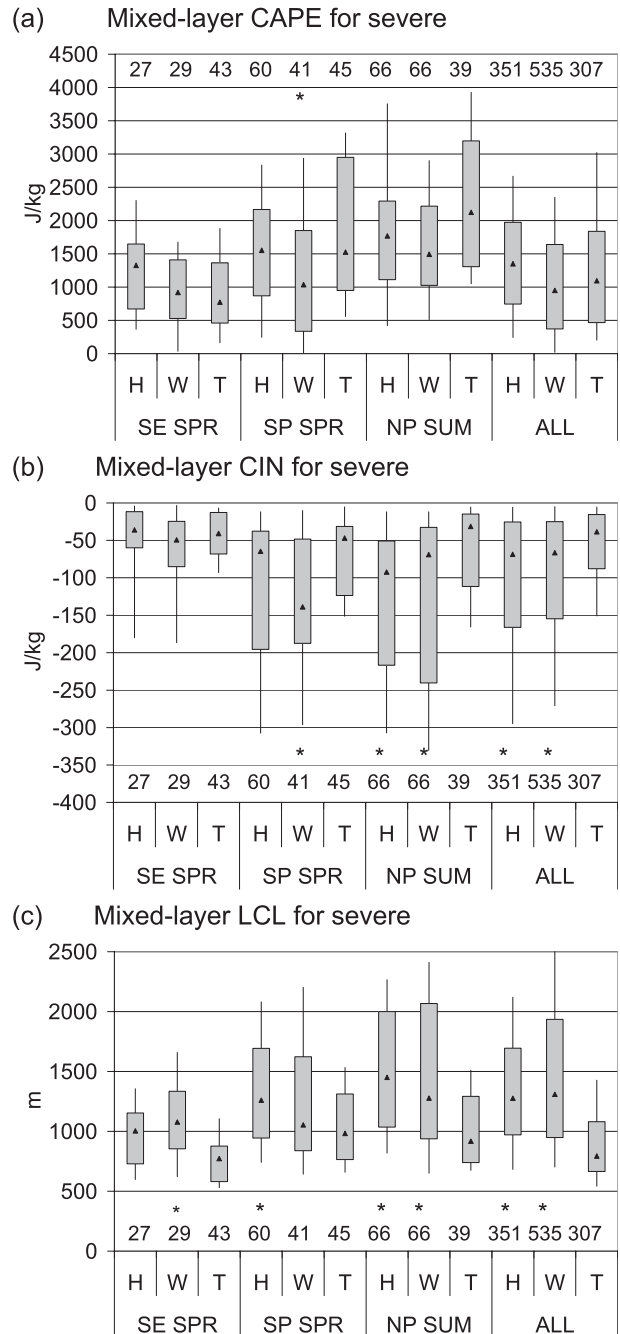 (a) Mixed-layer CAPE for severe
4500
27 29 43 60 41 45 66 66 39 351 535 307
4000
*
3500
3000
2500
J/kg
2000
1500
1000
500
0
H W T H W T H W T H W T
SE SPR SP SPR NP SUM ALL
(b) Mixed-layer CIN for severe
0
-50
-100
-150
J/kg
-200
-250
-300
* * * * *
-350
27 29 43 60 41 45 66 66 39 351 535 307
-400
H W T H W T H W T H W T
SE SPR SP SPR NP SUM ALL
(c) Mixed-layer LCL for severe
2500
2000
1500
m
1000
500
* * * * * *
27 29 43 60 41 45 66 66 39 351 535 307
0
H W T H W T H W T H W T
SE SPR SP SPR NP SUM ALL